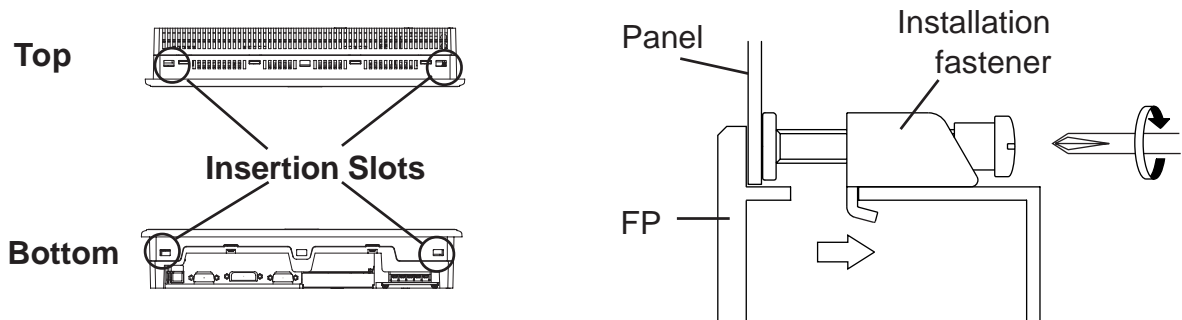 Top
Insertion Slots
Bottom
Panel
Installation
fastener
FP